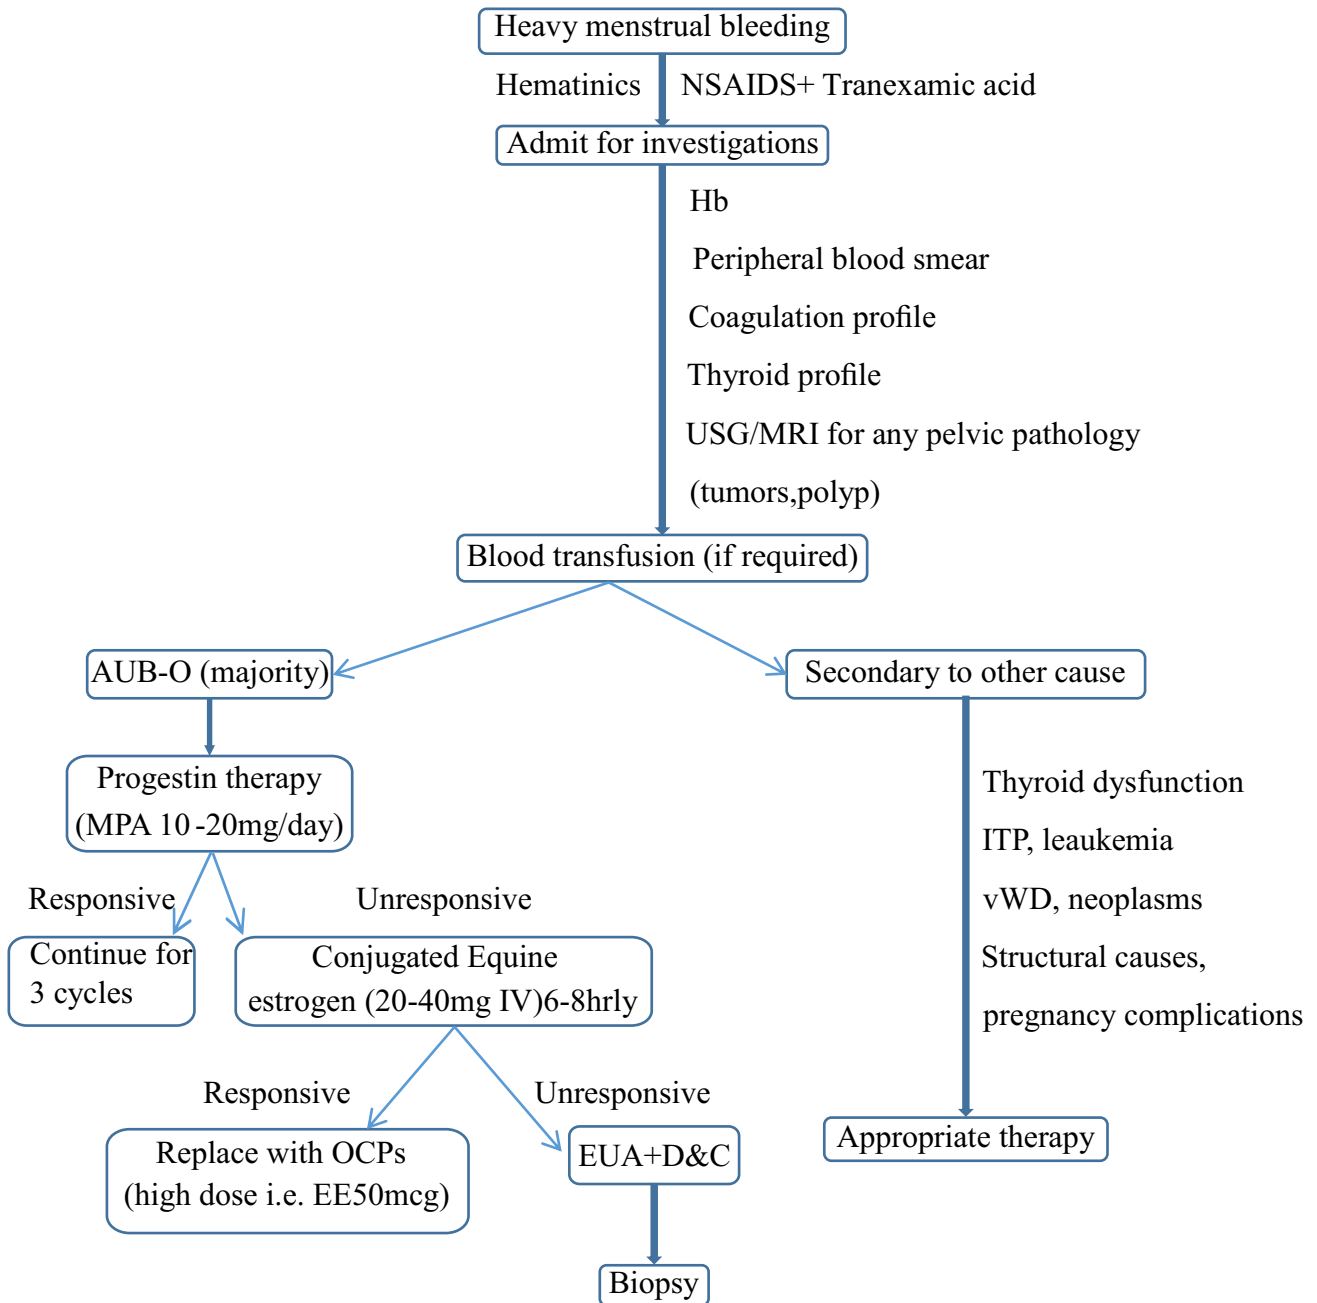 Heavy menstrual bleeding
Hematinics
NSAIDS+ Tranexamic acid
Admit for investigations
Hb
Peripheral blood smear
Coagulation profile
Thyroid profile
USG/MRI for any pelvic pathology
(tumors,polyp)
Blood transfusion (if required)
AUB-O (majority)
Secondary to other cause
Progestin therapy
(MPA 10 -20mg/day)
Thyroid dysfunction
ITP, leaukemia
vWD, neoplasms
Structural causes,
pregnancy complications
Responsive
Unresponsive
Continue for
3 cycles
Conjugated Equine
estrogen (20-40mg IV)6-8hrly
Responsive
Unresponsive
Replace with OCPs
(high dose i.e. EE50mcg)
EUA+D&C
Appropriate therapy
Biopsy